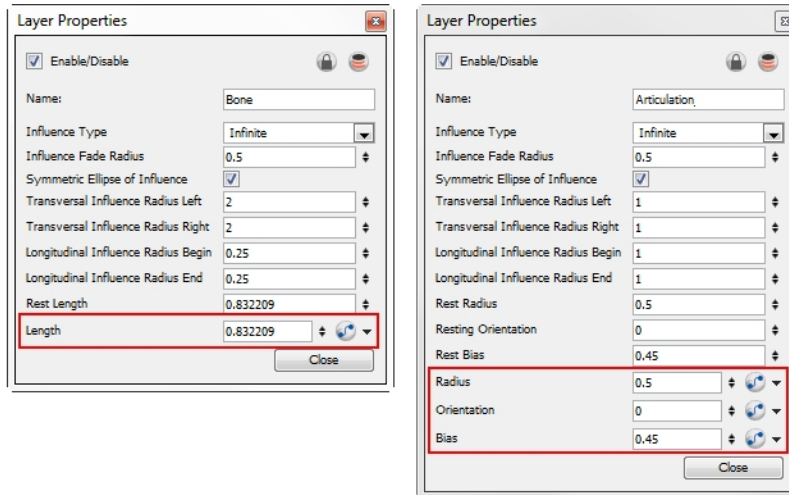 Layer Properties
Enable/Disable
Name: Bone
Influence Type Infinite
Influence Fade Radius 0.5
Symmetric Ellipse of Influence
Transversal Influence Radius Left 2
Transversal Influence Radius Right 2
Longitudinal Influence Radius Begin 0.25
Longitudinal Influence Radius End 0.25
Rest Length 0.832209
Length 0.832209
Close
Layer Properties
Enable/Disable
Name: Articulation
Influence Type Infinite
Influence Fade Radius 0.5
Symmetric Ellipse of Influence
Transversal Influence Radius Left 1
Transversal Influence Radius Right 1
Longitudinal Influence Radius Begin 1
Longitudinal Influence Radius End 1
Rest Radius 0.5
Resting Orientation 0
Rest Bias 0.45
Radius 0.5
Orientation 0
Bias 0.45
Close